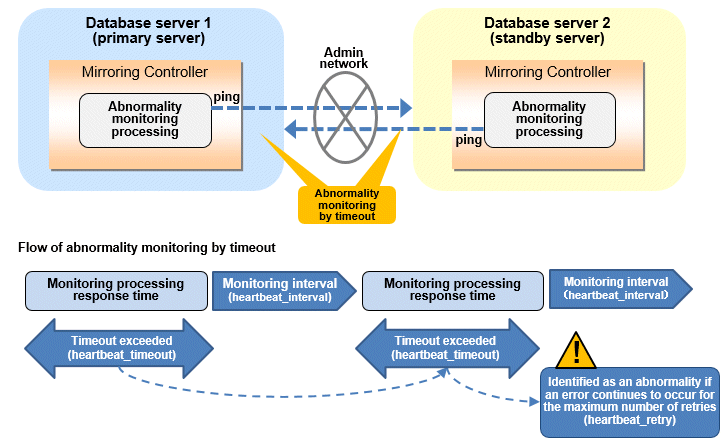 Database server 1
(primary server)
Database server 2
(standby server)
Admin
network
Mirroring Controller
Mirroring Controller
ping
Abnormality
monitoring
processing
Abnormality
monitoring
processing
ping
Abnormality
monitoring
by timeout
Flow of abnormality monitoring by timeout
Monitoring processing
response time
Monitoring interval
(heartbeat_interval)
Monitoring processing
response time
Monitoring interval
(heartbeat_interval)
Timeout exceeded
(heartbeat_timeout)
Timeout exceeded
(heartbeat_timeout)
!
Identified as an abnormality if
an error continues to occur for
the maximum number of retries
(heartbeat_retry)